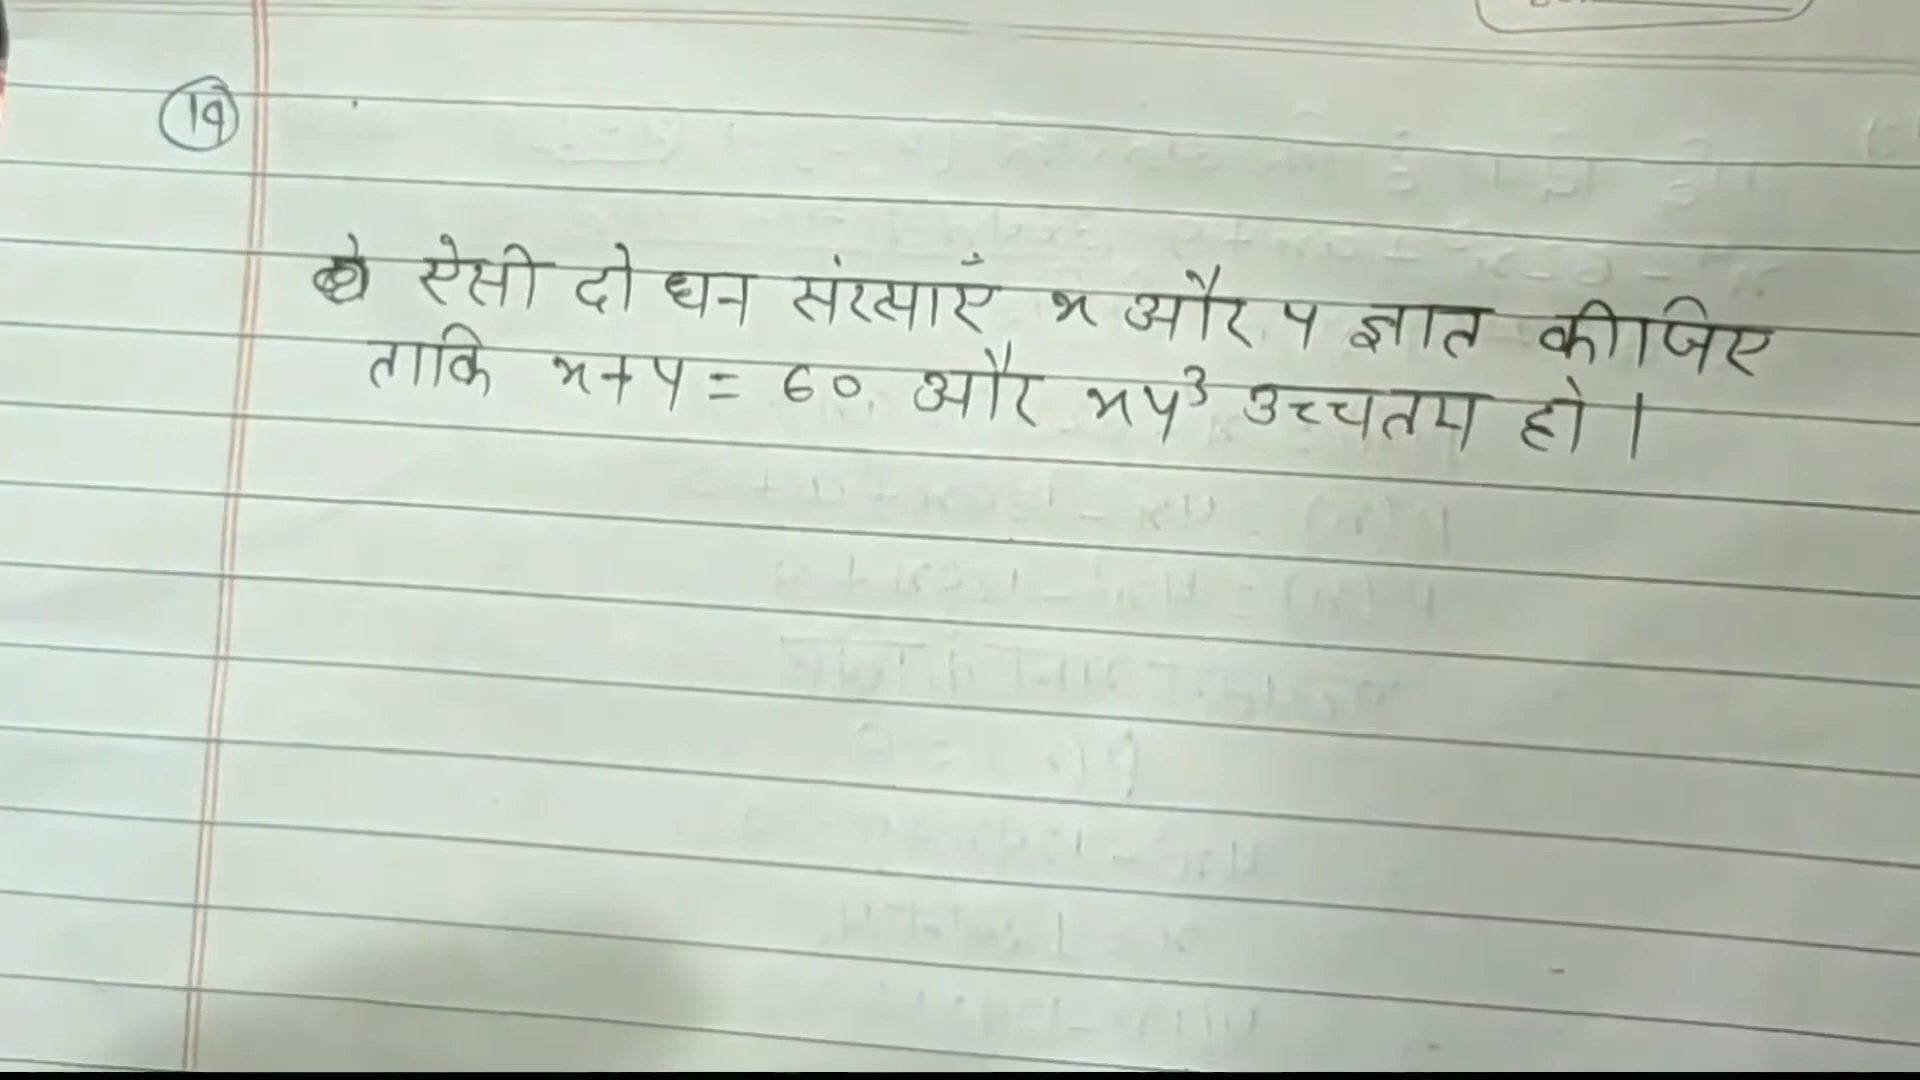 19
ऐसी दो धन संख्याएँ x और y ज्ञात कीजिए
ताकि x+y = 60 और xy³ उच्चतम हो।